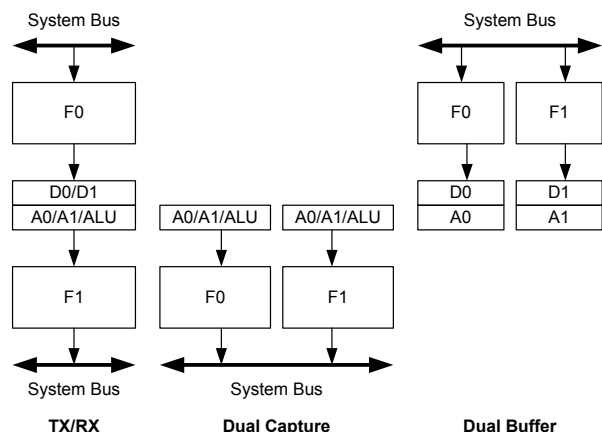 System Bus
System Bus
F0
F0
F1
D0/D1
D0
D1
A0/A1/ALU
A0/A1/ALU
A0/A1/ALU
A0
A1
F1
F0
F1
System Bus
System Bus
TX/RX
Dual Capture
Dual Buffer